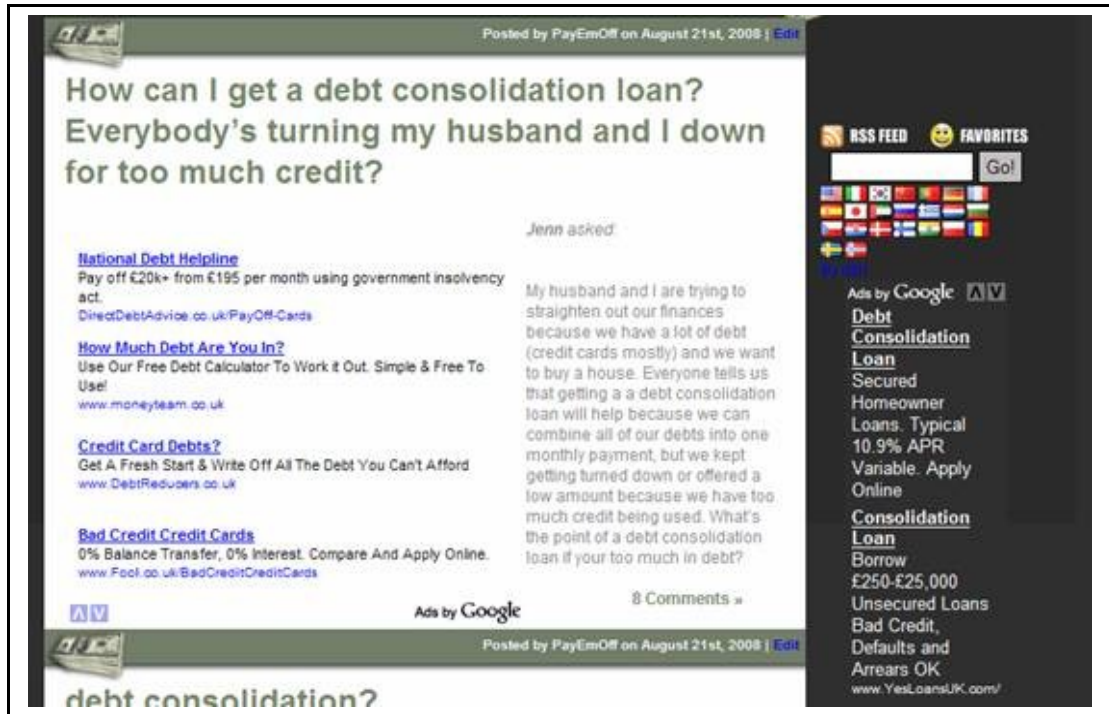 Posted by PayEmOff on August 21st, 2008 | Edit
How can I get a debt consolidation loan?
Everybody's turning my husband and I down
for too much credit?
National Debt Helpline
Pay off £20k+ from £195 per month using government insolvency
act.
DirectDebtAdvice.co.uk/PayOff-Cards
How Much Debt Are You In?
Use Our Free Debt Calculator To Work it Out. Simple & Free To
Use!
www.moneyteam.co.uk
Credit Card Debts?
Get A Fresh Start & Write Off All The Debt You Can't Afford
www.DebtReducers.co.uk
Bad Credit Credit Cards
0% Balance Transfer, 0% Interest. Compare And Apply Online.
www.Fool.co.uk/BadCreditCreditCards
Ads by Google
Jenn asked:
My husband and I are trying to
straighten out our finances
because we have a lot of debt
(credit cards mostly) and we want
to buy a house. Everyone tells us
that getting a a debt consolidation
loan will help because we can
combine all of our debts into one
monthly payment, but we kept
getting turned down or offered a
low amount because we have too
much credit being used. What's
the point of a debt consolidation
loan if your too much in debt?
8 Comments »
Posted by PayEmOff on August 21st, 2008 | Edit
debt consolidation?
RSS FEED FAVORITES
Go!
Ads by Google
Debt
Consolidation
Loan
Secured
Homeowner
Loans. Typical
10.9% APR
Variable. Apply
Online
Consolidation
Loan
Borrow
£250-£25,000
Unsecured Loans
Bad Credit,
Defaults and
Arrears OK
www.YesLoansUK.com/